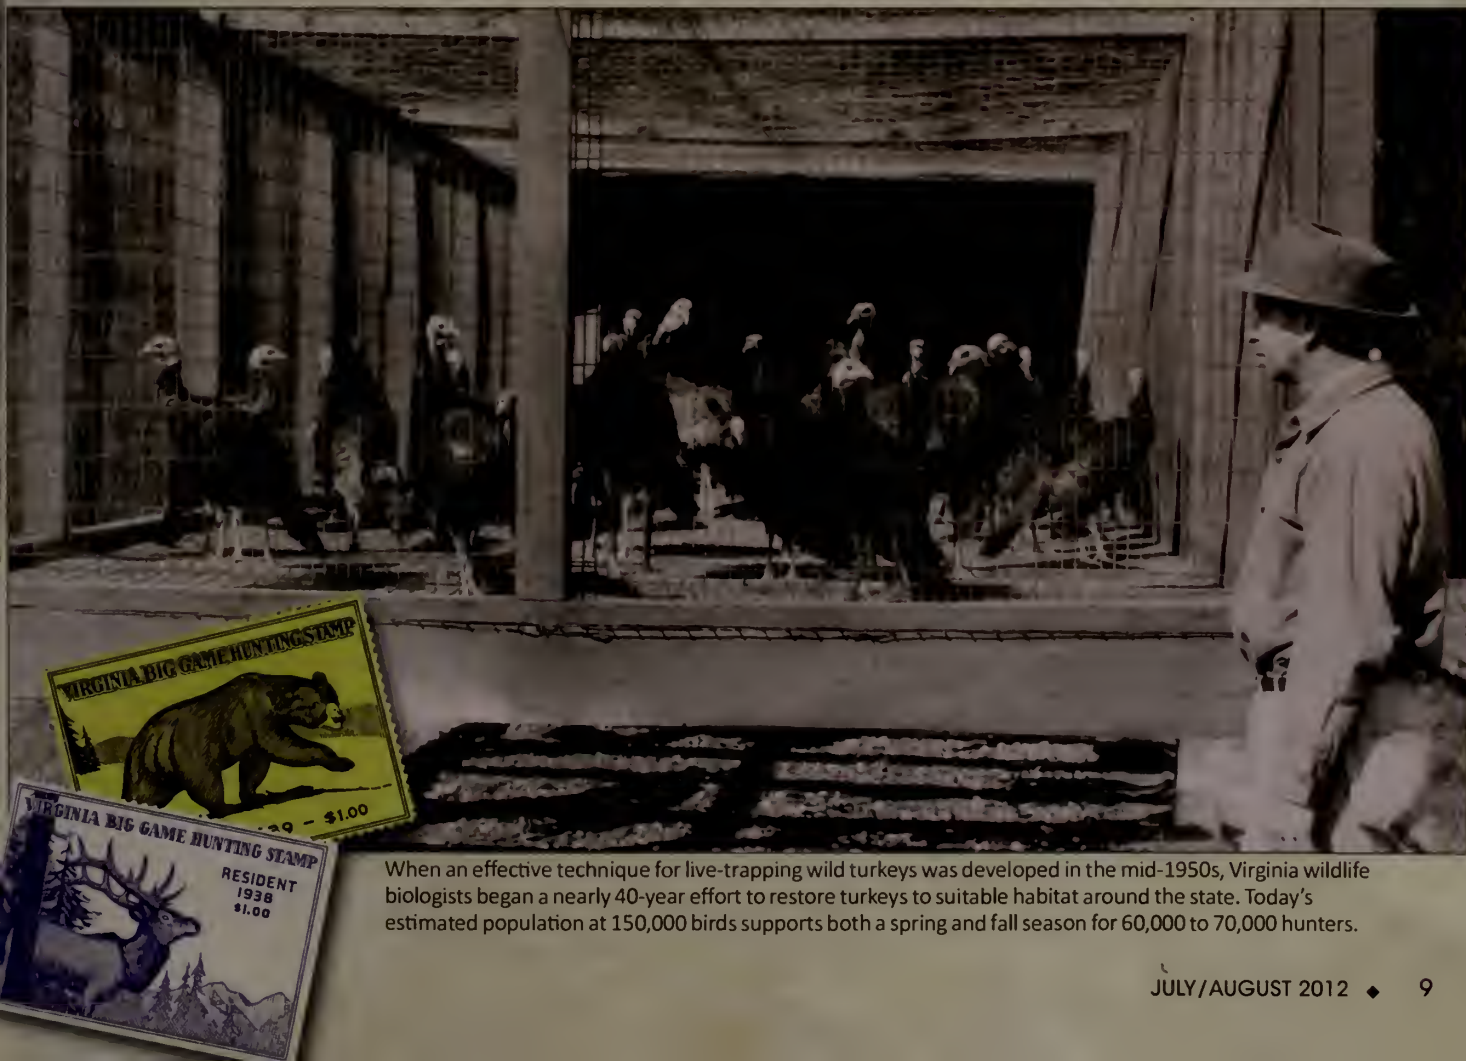 VIRGINIA BIG GAME HUNTING STAMP
39 - $1.00
VIRGINIA BIG GAME HUNTING STAMP
RESIDENT
1938
$1.00
When an effective technique for live-trapping wild turkeys was developed in the mid-1950s, Virginia wildlife
biologists began a nearly 40-year effort to restore turkeys to suitable habitat around the state. Today's
estimated population at 150,000 birds supports both a spring and fall season for 60,000 to 70,000 hunters.
JULY/AUGUST 2012 ◆ 9